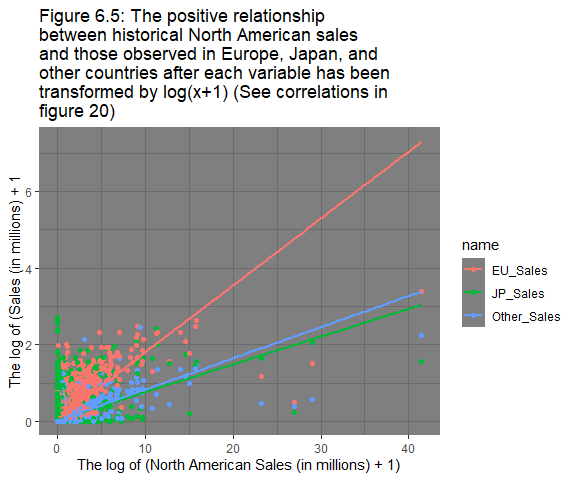 Figure 6.5: The positive relationship
between historical North American sales
and those observed in Europe, Japan, and
other countries after each variable has been
transformed by log(x+1) (See correlations in
figure 20)
The log of (Sales (in millions) + 1
6
4
2
0
0
10
20
30
40
The log of (North American Sales (in millions) + 1)
name
EU_Sales
JP_Sales
Other_Sales